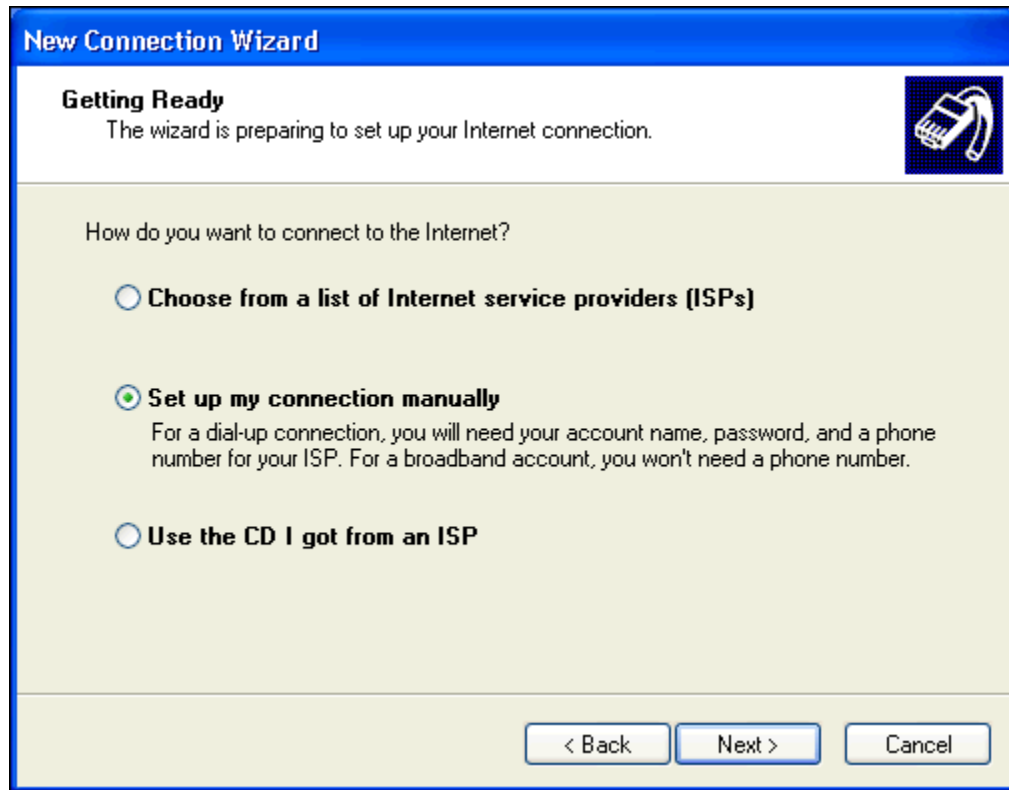 New Connection Wizard
Getting Ready
The wizard is preparing to set up your Internet connection.
How do you want to connect to the Internet?
Choose from a list of Internet service providers (ISPs)
Set up my connection manually
For a dial-up connection, you will need your account name, password, and a phone
number for your ISP. For a broadband account, you won't need a phone number.
Use the CD I got from an ISP
< Back Next > Cancel